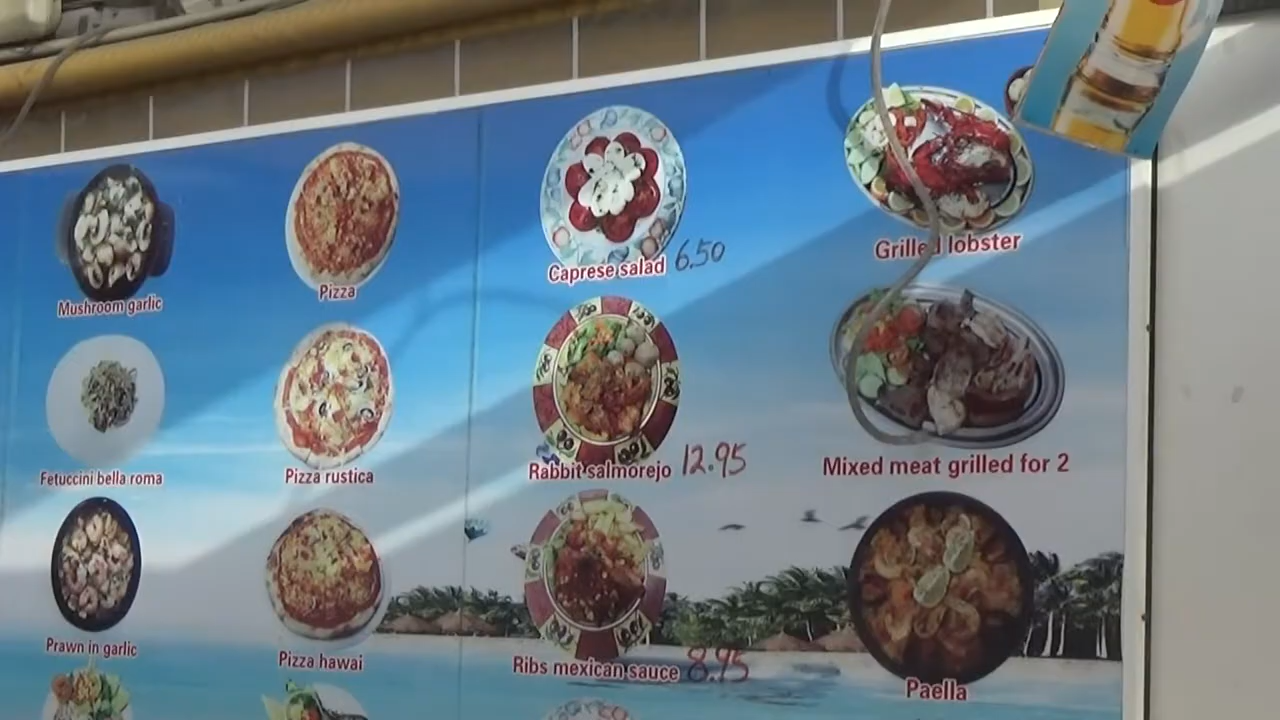 Mushroom garlic
Pizza
Caprese salad 6.50
Grilled lobster
Fetuccini bella roma
Pizza rustica
Rabbit salmorejo 12.95
Mixed meat grilled for 2
Prawn in garlic
Pizza hawai
Ribs mexican sauce 8.95
Paella